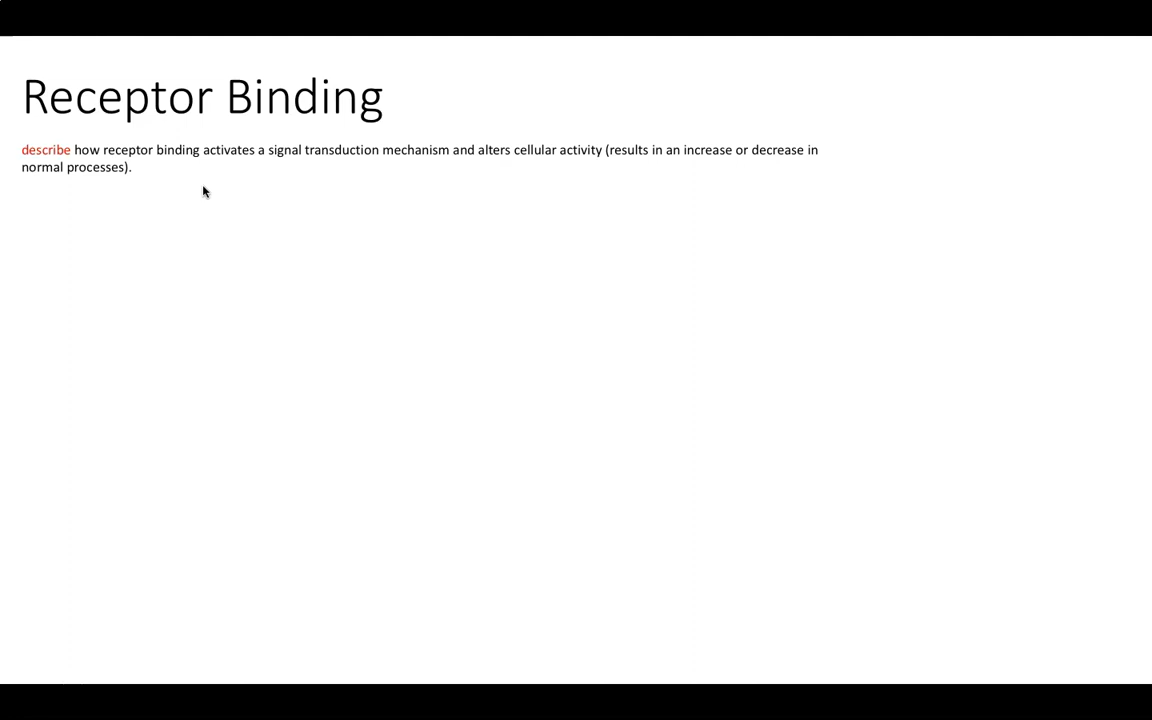 Receptor Binding
describe how receptor binding activates a signal transduction mechanism and alters cellular activity (results in an increase or decrease in
normal processes).